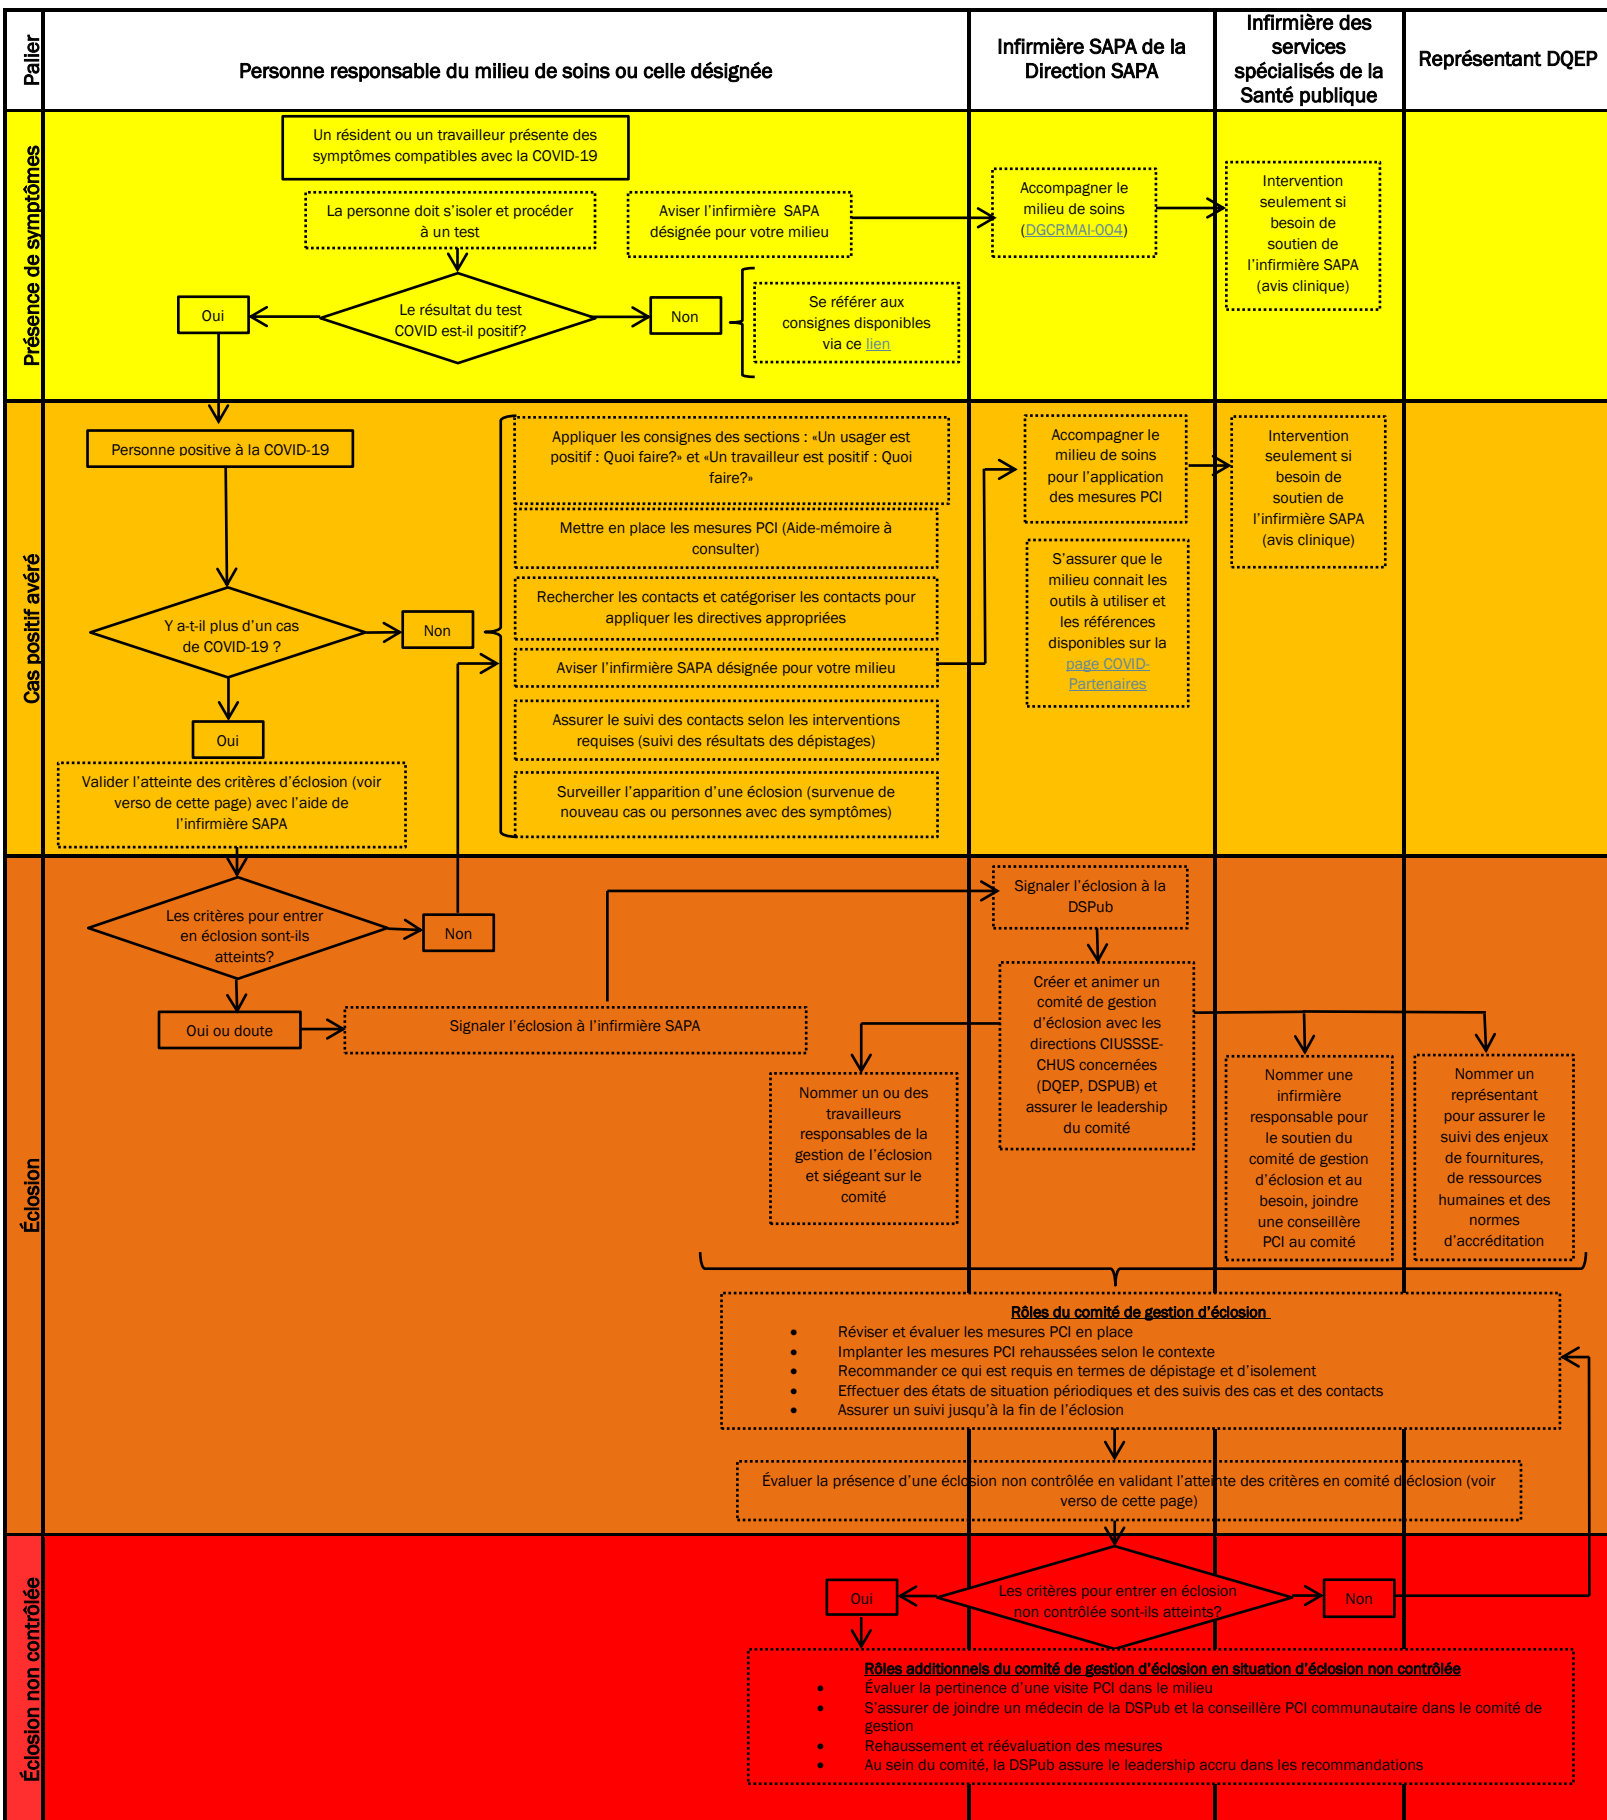 Palier
Personne responsable du milieu de soins ou celle désignée
Infirmière SAPA de la
Direction SAPA
Infirmière des
services
spécialisés de la
Santé publique
Représentant DQEP
Présence de symptômes
Un résident ou un travailleur présente des
symptômes compatibles avec la COVID-19
La personne doit s’isoler et procéder
à un test
Aviser l’infirmière SAPA
désignée pour votre milieu
Accompagner le
milieu de soins
(DGCRMAI-004)
Intervention
seulement si
besoin de
soutien de
l’infirmière SAPA
(avis clinique)
Oui
Le résultat du test
COVID est-il positif?
Non
Se référer aux
consignes disponibles
via ce lien
Cas positif avéré
Personne positive à la COVID-19
Appliquer les consignes des sections : «Un usager est
positif : Quoi faire?» et «Un travailleur est positif : Quoi
faire?»
Mettre en place les mesures PCI (Aide-mémoire à
consulter)
Rechercher les contacts et catégoriser les contacts pour
appliquer les directives appropriées
Aviser l’infirmière SAPA désignée pour votre milieu
Assurer le suivi des contacts selon les interventions
requises (suivi des résultats des dépistages)
Surveiller l’apparition d’une éclosion (survenue de
nouveau cas ou personnes avec des symptômes)
Accompagner le
milieu de soins
pour l’application
des mesures PCI
S’assurer que le
milieu connait les
outils à utiliser et
les références
disponibles sur la
page COVID-
Partenaires
Intervention
seulement si
besoin de
soutien de
l’infirmière SAPA
(avis clinique)
Y a-t-il plus d’un cas
de COVID-19 ?
Non
Oui
Valider l’atteinte des critères d’éclosion (voir
verso de cette page) avec l’aide de
l’infirmière SAPA
Éclosion
Les critères pour entrer
en éclosion sont-ils
atteints?
Non
Oui ou doute
Signaler l’éclosion à l’infirmière SAPA
Signaler l’éclosion à la
DSPub
Créer et animer un
comité de gestion
d’éclosion avec les
directions CIUSSSE-
CHUS concernées
(DQEP, DSPUB) et
assurer le leadership
du comité
Nommer un ou des
travailleurs
responsables de la
gestion de l’éclosion
et siégeant sur le
comité
Nommer une
infirmière
responsable pour
le soutien du
comité de gestion
d’éclosion et au
besoin, joindre
une conseillère
PCI au comité
Nommer un
représentant
pour assurer le
suivi des enjeux
de fournitures,
de ressources
humaines et des
normes
d’accréditation
Rôles du comité de gestion d’éclosion
• Réviser et évaluer les mesures PCI en place
• Implanter les mesures PCI rehaussées selon le contexte
• Recommander ce qui est requis en termes de dépistage et d’isolement
• Effectuer des états de situation périodiques et des suivis des cas et des contacts
• Assurer un suivi jusqu’à la fin de l’éclosion
Évaluer la présence d’une éclosion non contrôlée en validant l’atteinte des critères en comité d’éclosion (voir
verso de cette page)
Éclosion non contrôlée
Oui
Les critères pour entrer en éclosion
non contrôlée sont-ils atteints?
Non
Rôles additionnels du comité de gestion d’éclosion en situation d’éclosion non contrôlée
• Évaluer la pertinence d’une visite PCI dans le milieu
• S’assurer de joindre un médecin de la DSPub et la conseillère PCI communautaire dans le comité de
gestion
• Rehaussement et réévaluation des mesures
• Au sein du comité, la DSPub assure le leadership accru dans les recommandations